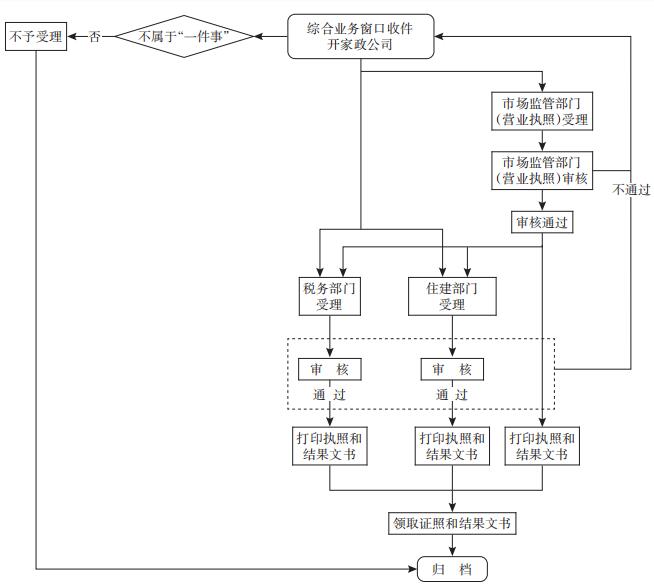 不予受理
否
不属于“一件事”
综合业务窗口收件
开家政公司
市场监管部门
(营业执照)受理
市场监管部门
(营业执照)审核
不通过
审核通过
税务部门
受理
住建部门
受理
审 核
审 核
通 过
通 过
打印执照和
结果文书
打印执照和
结果文书
打印执照和
结果文书
领取证照和结果文书
归 档